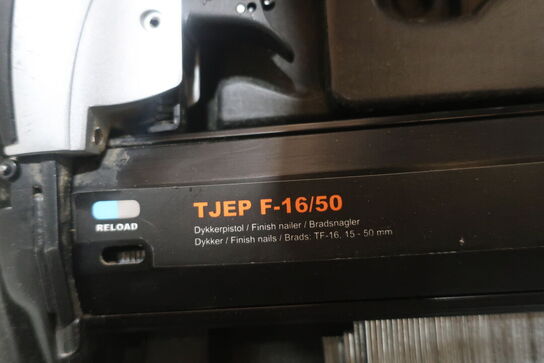 TJEP F-16/50
Dykkerpistol / Finish nailer / Bradsnagler
Dykker / Finish nails / Brads: TF-16, 15 - 50 mm
RELOAD